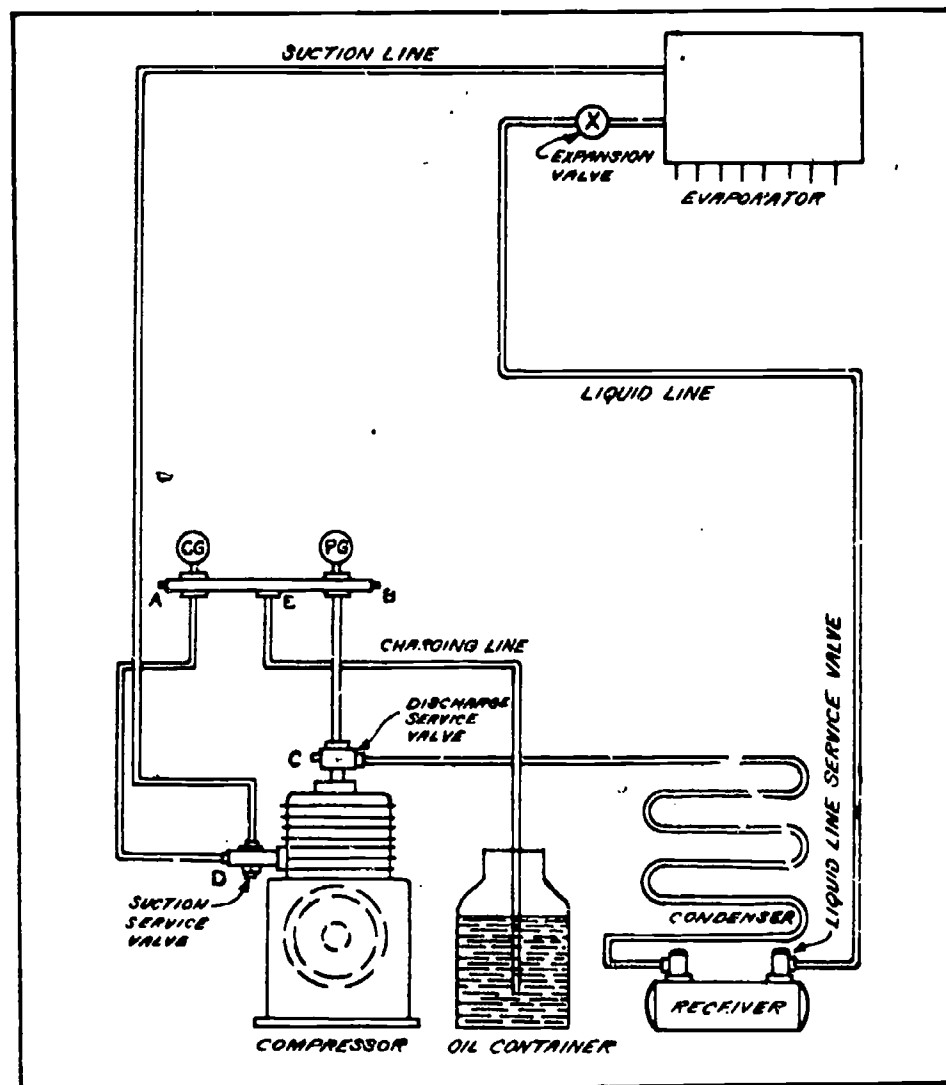 SUCTION LINE
X
EXPANSION
VALVE
EVAPORATOR
LIQUID LINE
CG
PG
A
E
B
CHARGING LINE
DISCHARGE
SERVICE
VALVE
C
LIQUID LINE SERVICE VALVE
D
SUCTION
SERVICE
VALVE
CONDENSER
RECEIVER
COMPRESSOR
OIL CONTAINER